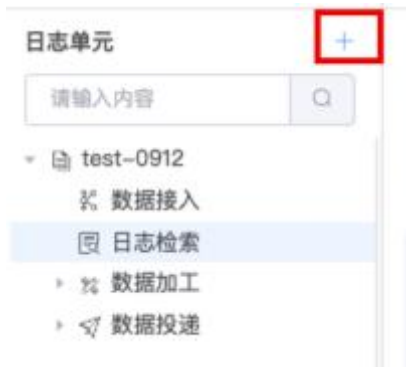 日志单元
请输入内容
test-0912
数据接入
日志检索
数据加工
数据投递